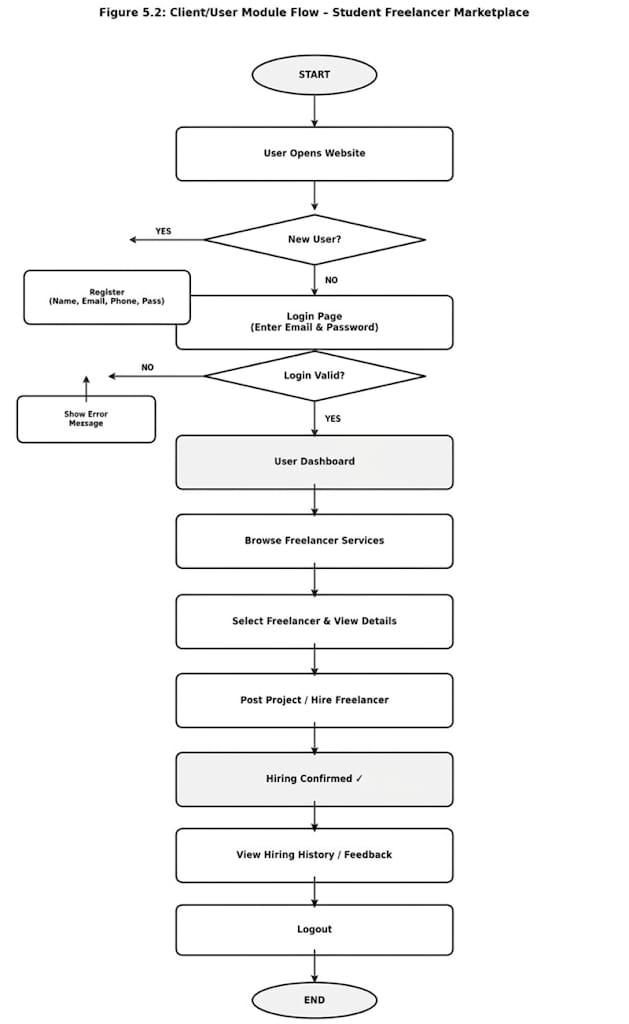 Figure 5.2: Client/User Module Flow – Student Freelancer Marketplace
START
User Opens Website
New User?
YES
NO
Register
(Name, Email, Phone, Pass)
Login Page
(Enter Email & Password)
Login Valid?
NO
YES
Show Error
Message
User Dashboard
Browse Freelancer Services
Select Freelancer & View Details
Post Project / Hire Freelancer
Hiring Confirmed ✓
View Hiring History / Feedback
Logout
END